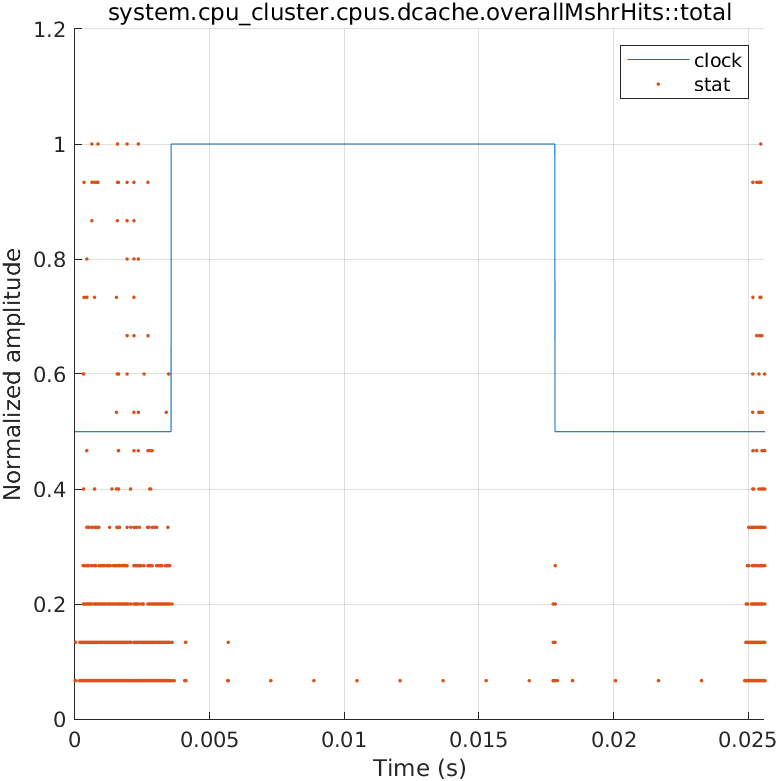 system.cpu_cluster.cpus.dcache.overallMshrHits::total
1.2
clock
stat
1
0.8
Normalized amplitude
0.6
0.4
0.2
0
0 0.005 0.01 0.015 0.02 0.025
Time (s)